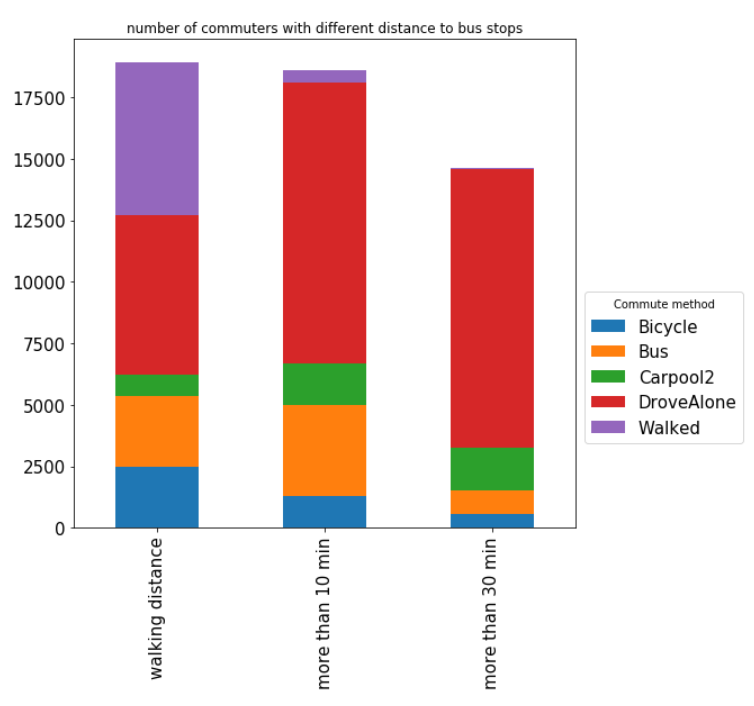 number of commuters with different distance to bus stops
17500
15000
12500
10000
7500
5000
2500
0
walking distance
more than 10 min
more than 30 min
Commute method
Bicycle
Bus
Carpool2
DroveAlone
Walked